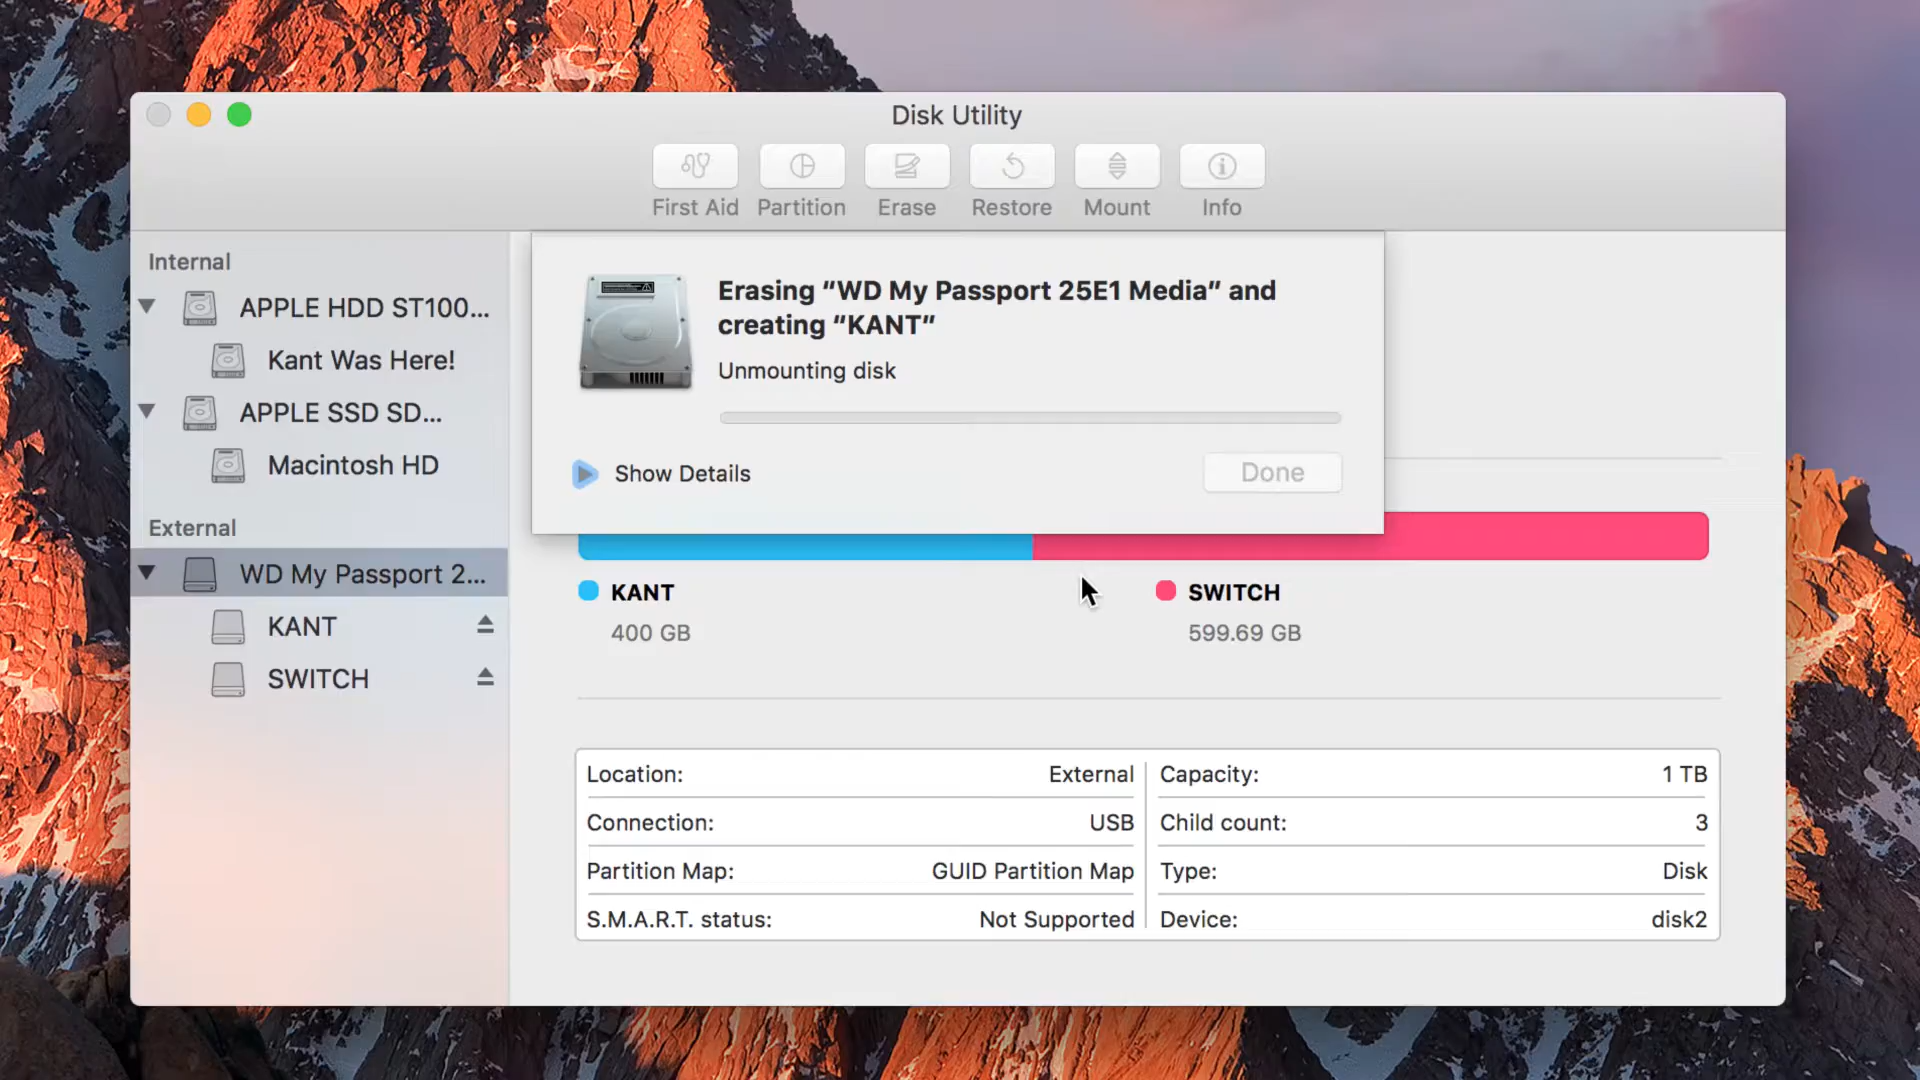 Disk Utility
First Aid Partition Erase Restore Mount Info
Internal
APPLE HDD ST100...
Kant Was Here!
APPLE SSD SD...
Macintosh HD
External
WD My Passport 2...
KANT
SWITCH
Erasing “WD My Passport 25E1 Media” and
creating “KANT”
Unmounting disk
Show Details
Done
KANT
400 GB
SWITCH
599.69 GB
Location: External
Connection: USB
Partition Map: GUID Partition Map
S.M.A.R.T. status: Not Supported
Capacity: 1 TB
Child count: 3
Type: Disk
Device: disk2